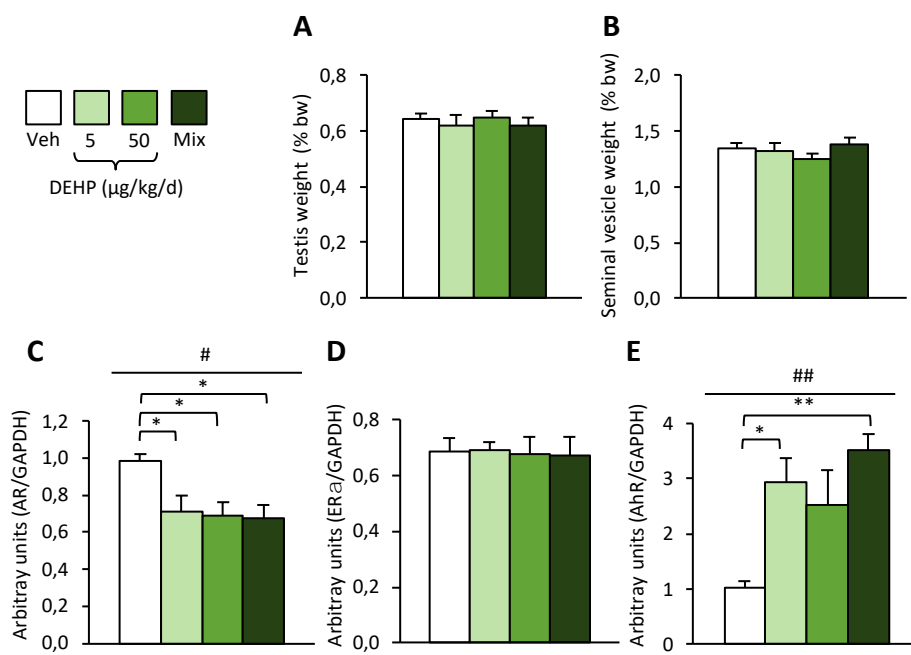 A
B
Veh 5 50 Mix
DEHP (µg/kg/d)
Testis weight (% bw)
0,8
0,6
0,4
0,2
0,0
Seminal vesicle weight (% bw)
2,0
1,5
1,0
0,5
0,0
C
#
*
*
*
Arbitray units (AR/GAPDH)
1,2
1,0
0,8
0,6
0,4
0,2
0,0
D
Arbitray units (ERa/GAPDH)
0,8
0,6
0,4
0,2
0,0
E
##
**
*
Arbitray units (AhR/GAPDH)
4
3
2
1
0